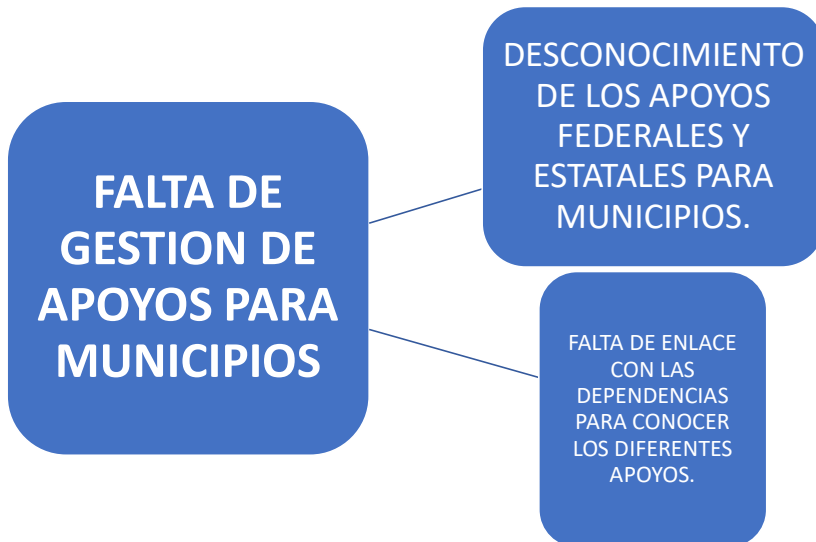 FALTA DE
GESTION DE
APOYOS PARA
MUNICIPIOS
DESCONOCIMIENTO
DE LOS APOYOS
FEDERALES Y
ESTATALES PARA
MUNICIPIOS.
FALTA DE ENLACE
CON LAS
DEPENDENCIAS
PARA CONOCER
LOS DIFERENTES
APOYOS.